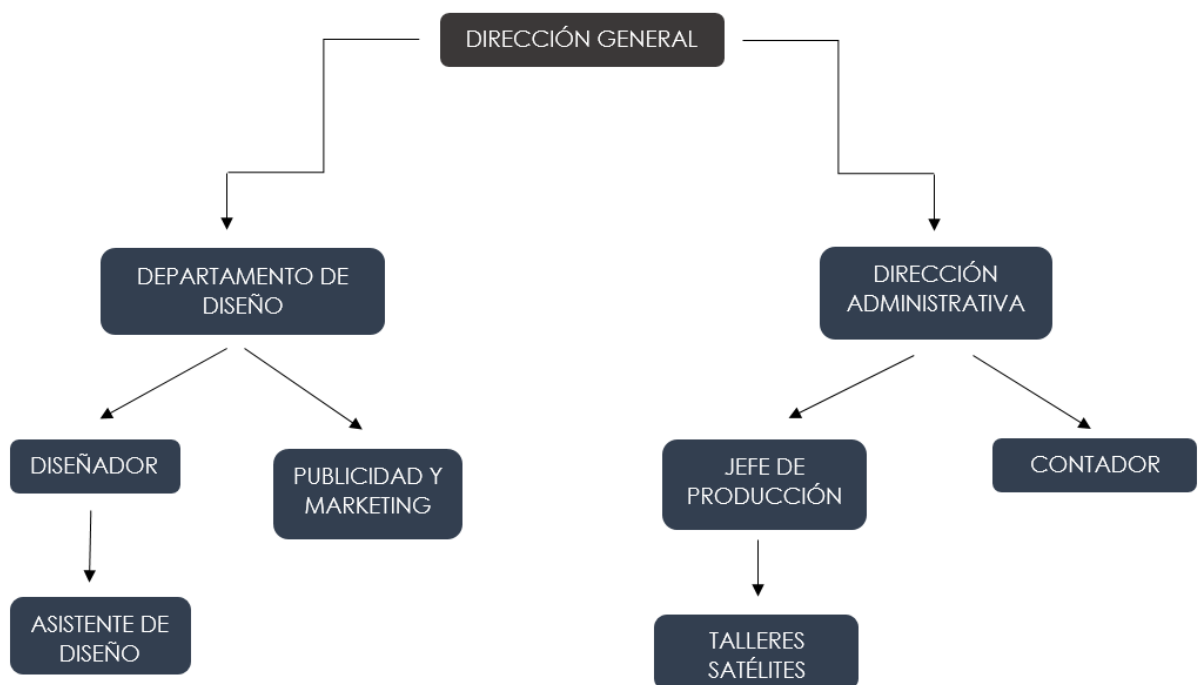 DIRECCIÓN GENERAL
DEPARTAMENTO DE
DISEÑO
DIRECCIÓN
ADMINISTRATIVA
DISEÑADOR
PUBLICIDAD Y
MARKETING
JEFE DE
PRODUCCIÓN
CONTADOR
ASISTENTE DE
DISEÑO
TALLERES
SATÉLITES